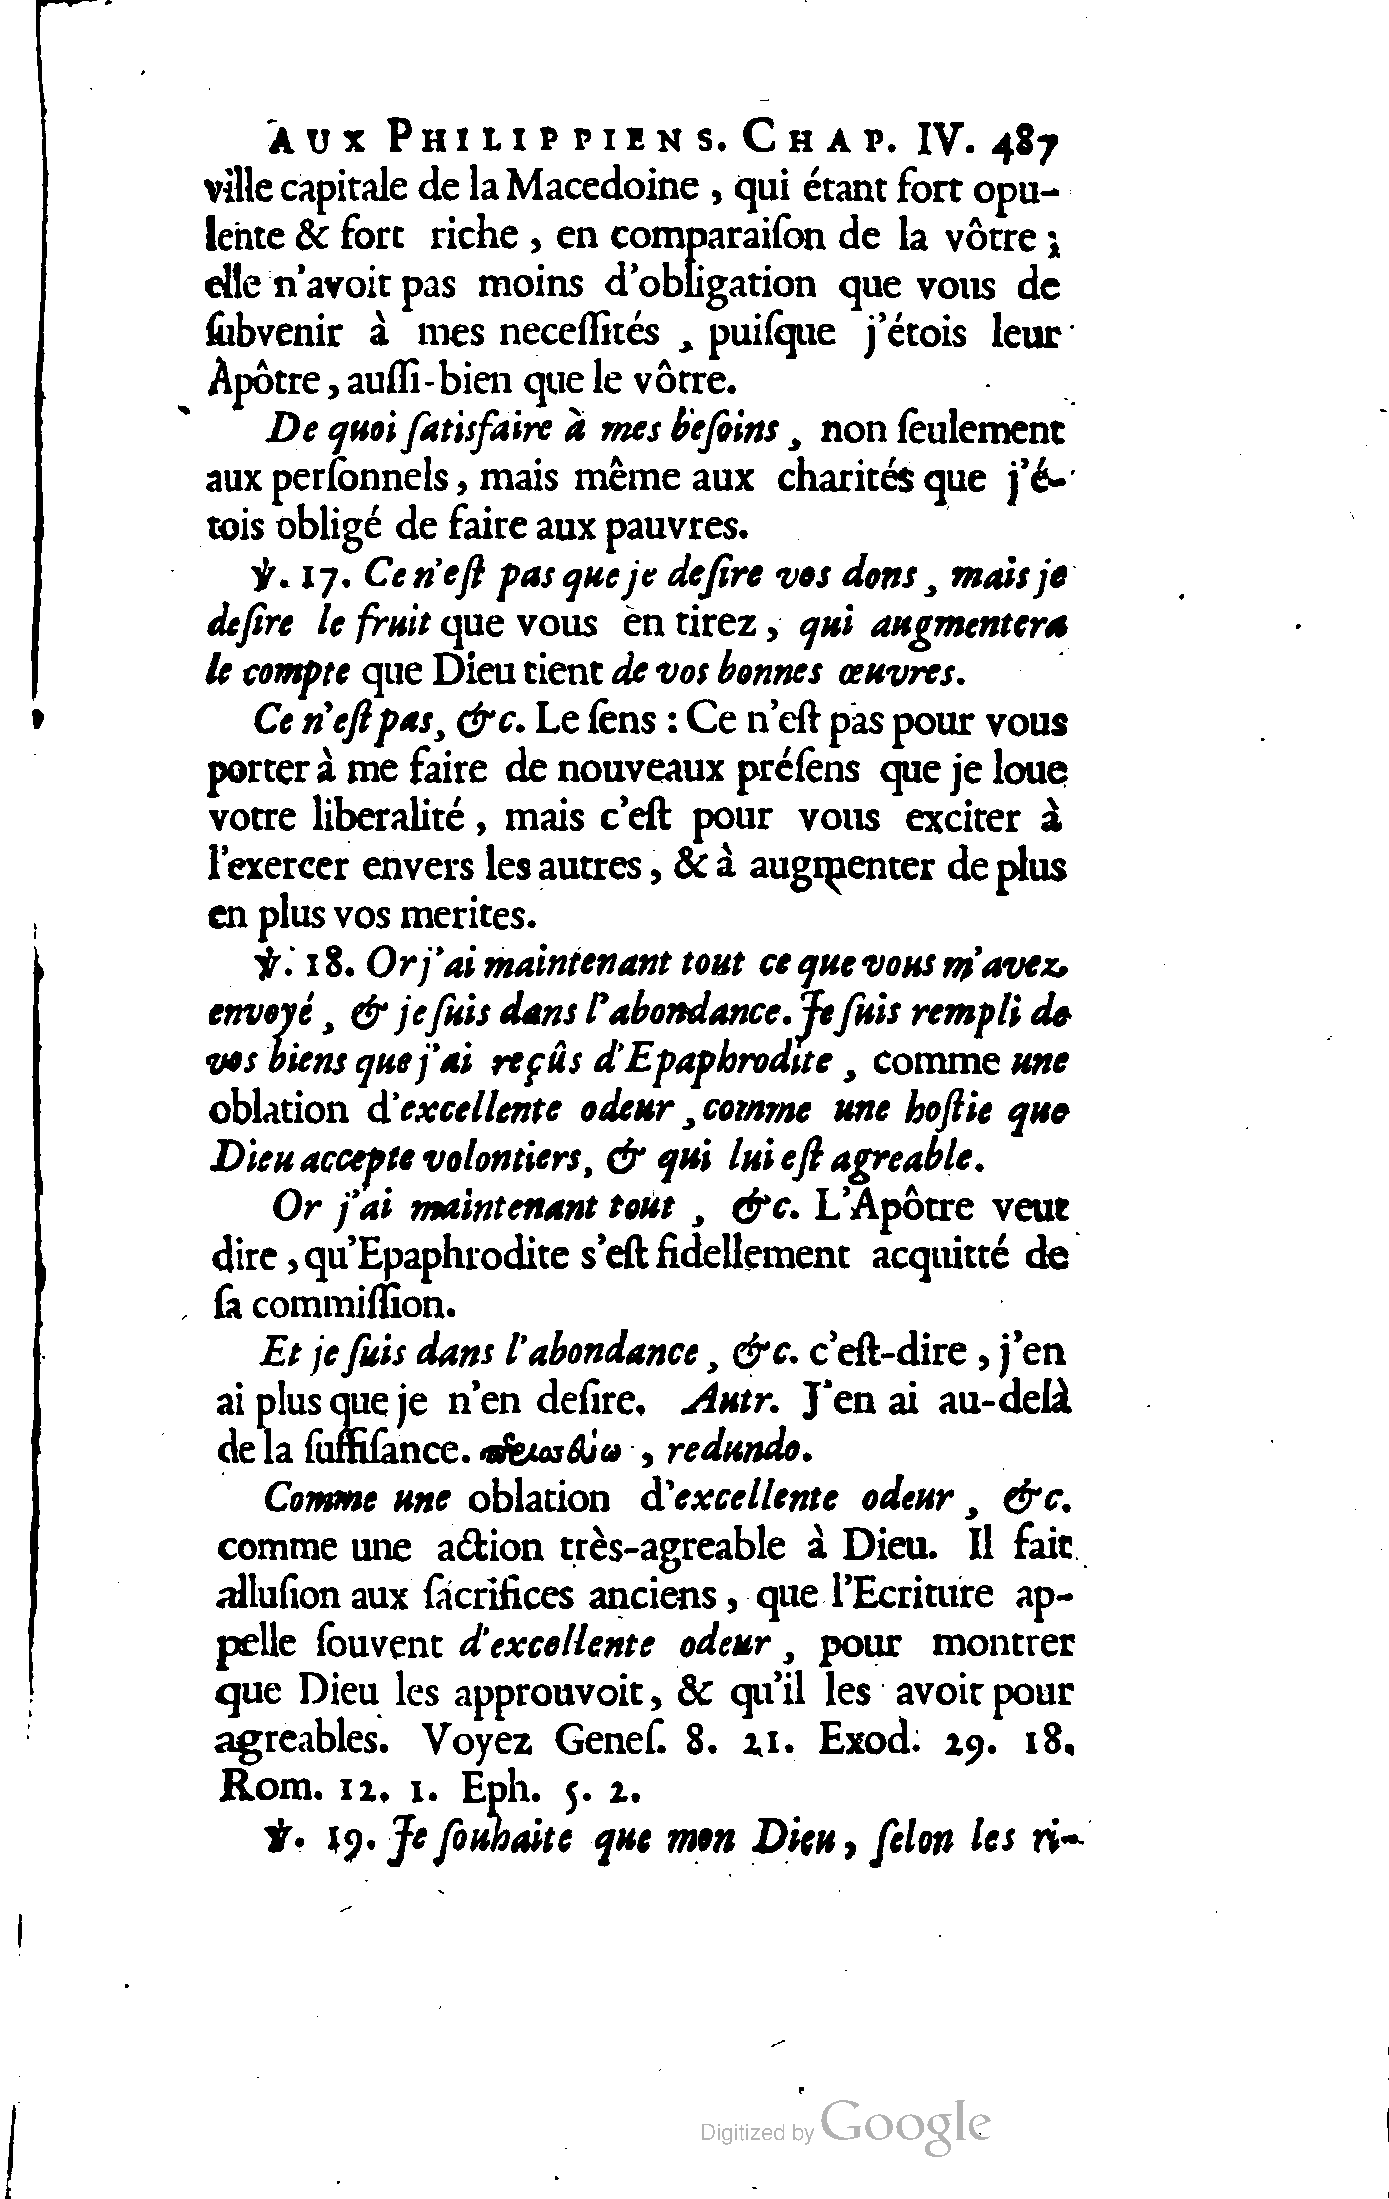 AUX PHILIPPIENS. CHAP. IV. 487
ville capitale de la Macedoine, qui étant fort opu-
lente & fort riche, en comparaiſon de la vôtre;
elle n'avoit pas moins d'obligation que vous de
ſubvenir à mes neceſſités, puiſque j'étois leur
Apôtre, auſſi-bien que le vôtre.
De quoi ſatisfaire à mes beſoins, non ſeulement
aux perſonnels, mais même aux charités que j'é-
tois obligé de faire aux pauvres.
℣. 17. Ce n'eſt pas que je deſire vos dons, mais je
deſire le fruit que vous en tirez, qui augmentera
le compte que Dieu tient de vos bonnes œuvres.
Ce n'eſt pas, &c. Le ſens : Ce n'eſt pas pour vous
porter à me faire de nouveaux préſens que je loue
votre liberalité, mais c'eſt pour vous exciter à
l'exercer envers les autres, & à augmenter de plus
en plus vos merites.
℣. 18. Or j'ai maintenant tout ce que vous m'avez
envoyé, & je ſuis dans l'abondance. Je ſuis rempli de
vos biens que j'ai reçûs d'Epaphrodite, comme une
oblation d'excellente odeur, comme une hoſtie que
Dieu accepte volontiers, & qui lui eſt agreable.
Or j'ai maintenant tout, &c. L'Apôtre veut
dire, qu'Epaphrodite s'eſt fidellement acquitté de
ſa commiſſion.
Et je ſuis dans l'abondance, &c. c'eſt-dire, j'en
ai plus que je n'en deſire. Autr. J'en ai au-delà
de la ſuffiſance. , redundo.
Comme une oblation d'excellente odeur, &c.
comme une action très-agreable à Dieu. Il fait
alluſion aux ſacrifices anciens, que l'Ecriture ap-
pelle ſouvent d'excellente odeur, pour montrer
que Dieu les approuvoit, & qu'il les avoit pour
agreables. Voyez Geneſ. 8. 21. Exod. 29. 18.
Rom. 12. 1. Eph. 5. 2.
℣. 19. Je ſouhaite que mon Dieu, ſelon les ri-
Digitized by Google